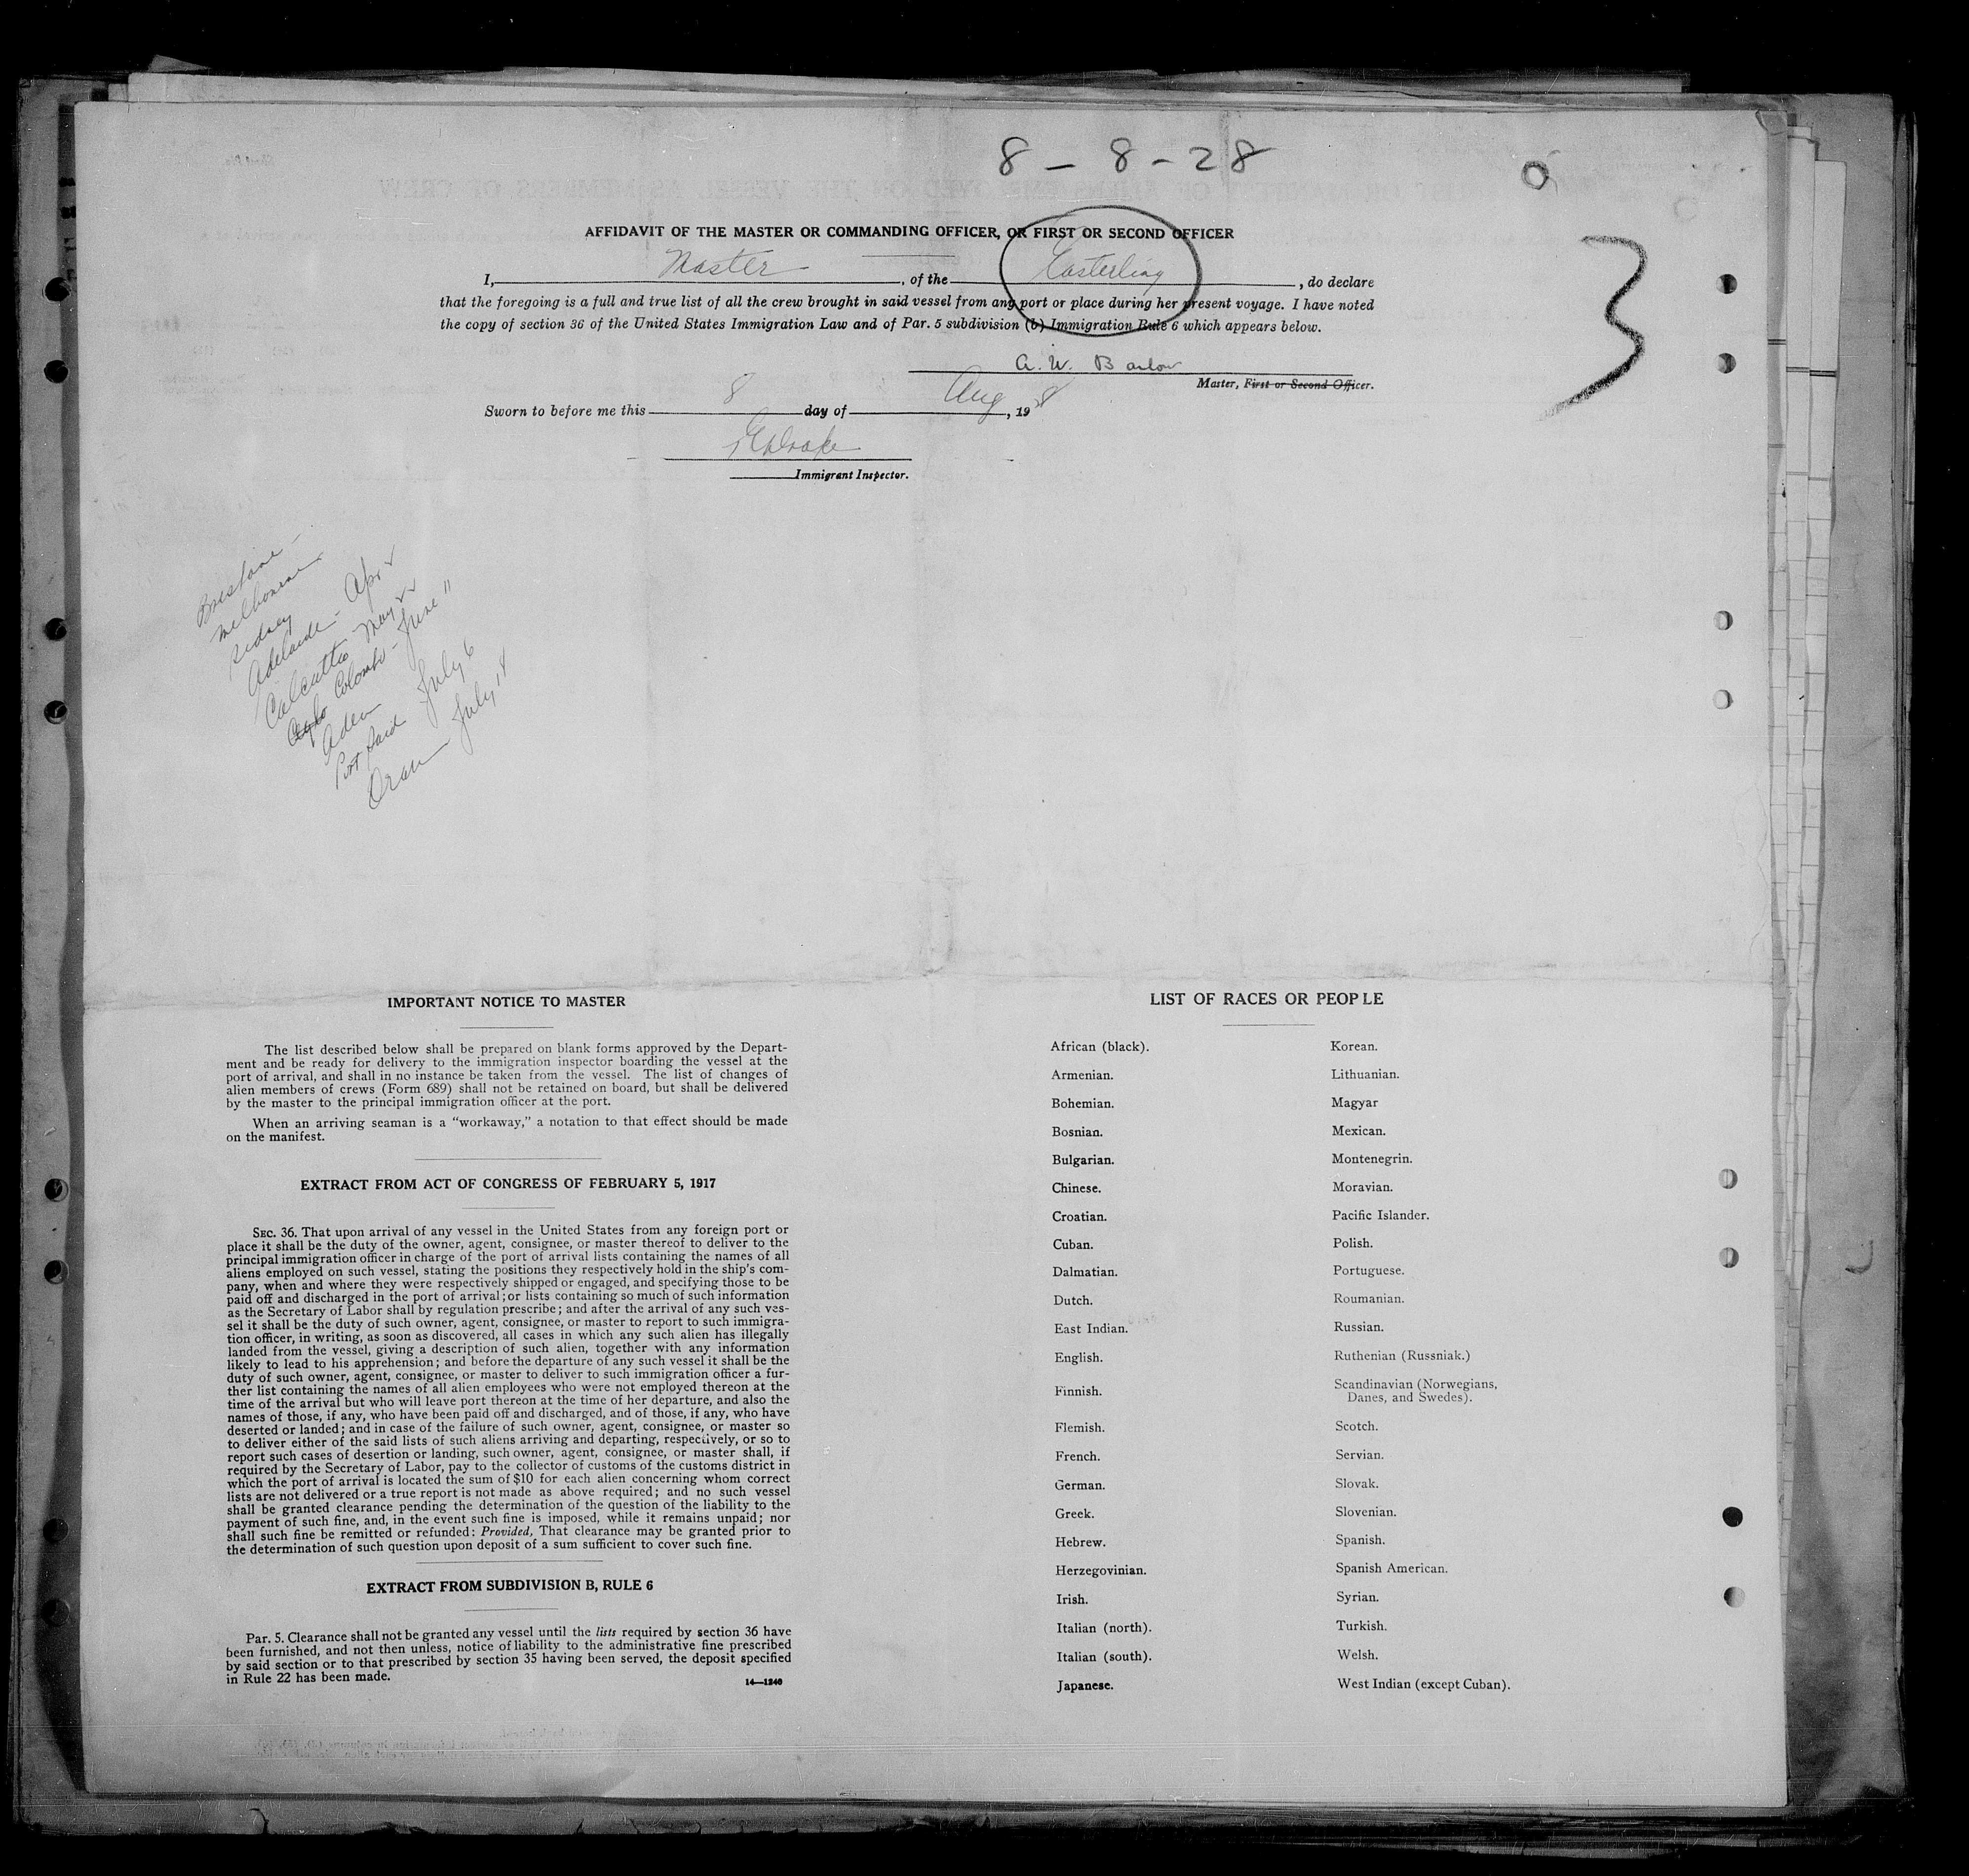 8 - 8 - 28
3
AFFIDAVIT OF THE MASTER OR COMMANDING OFFICER, OR FIRST OR SECOND OFFICER
I, Master, of the Easterling, do declare
that the foregoing is a full and true list of all the crew brought in said vessel from any port or place during her present voyage. I have noted
the copy of section 36 of the United States Immigration Law and of Par. 5 subdivision (b) Immigration Rule 6 which appears below.
A. W. Barlow
Master, First or Second Officer.
Sworn to before me this 8 day of Aug, 1928
Immigrant Inspector.
Brisbane -
Melbourne
Sidney
Adelaide - Apr
Calcutta May
Colombo - June 11
Aden
Port Said July 6
Oran July
IMPORTANT NOTICE TO MASTER
The list described below shall be prepared on blank forms approved by the Depart-
ment and be ready for delivery to the immigration inspector boarding the vessel at the
port of arrival, and shall in no instance be taken from the vessel. The list of changes of
alien members of crews (Form 689) shall not be retained on board, but shall be delivered
by the master to the principal immigration officer at the port.
When an arriving seaman is a "workaway," a notation to that effect should be made
on the manifest.
EXTRACT FROM ACT OF CONGRESS OF FEBRUARY 5, 1917
SEC. 36. That upon arrival of any vessel in the United States from any foreign port or
place it shall be the duty of the owner, agent, consignee, or master thereof to deliver to the
principal immigration officer in charge of the port of arrival lists containing the names of all
aliens employed on such vessel, stating the positions they respectively hold in the ship's com-
pany, when and where they were respectively shipped or engaged, and specifying those to be
paid off and discharged in the port of arrival; or lists containing so much of such information
as the Secretary of Labor shall by regulation prescribe; and after the arrival of any such ves-
sel it shall be the duty of such owner, agent, consignee, or master to report to such immigra-
tion officer, in writing, as soon as discovered, all cases in which any such alien has illegally
landed from the vessel, giving a description of such alien, together with any information
likely to lead to his apprehension; and before the departure of any such vessel it shall be the
duty of such owner, agent, consignee, or master to deliver to such immigration officer a fur-
ther list containing the names of all alien employees who were not employed thereon at the
time of the arrival but who will leave port thereon at the time of her departure, and also the
names of those, if any, who have been paid off and discharged, and of those, if any, who have
deserted or landed; and in case of the failure of such owner, agent, consignee, or master so
to deliver either of the said lists of such aliens arriving and departing, respectively, or so to
report such cases of desertion or landing, such owner, agent, consignee, or master shall, if
required by the Secretary of Labor, pay to the collector of customs of the customs district in
which the port of arrival is located the sum of $10 for each alien concerning whom correct
lists are not delivered or a true report is not made as above required; and no such vessel
shall be granted clearance pending the determination of the question of the liability to the
payment of such fine, and, in the event such fine is imposed, while it remains unpaid; nor
shall such fine be remitted or refunded: Provided, That clearance may be granted prior to
the determination of such question upon deposit of a sum sufficient to cover such fine.
EXTRACT FROM SUBDIVISION B, RULE 6
Par. 5. Clearance shall not be granted any vessel until the lists required by section 36 have
been furnished, and not then unless, notice of liability to the administrative fine prescribed
by said section or to that prescribed by section 35 having been served, the deposit specified
in Rule 22 has been made.
14—1240
LIST OF RACES OR PEOPLE
African (black).
Armenian.
Bohemian.
Bosnian.
Bulgarian.
Chinese.
Croatian.
Cuban.
Dalmatian.
Dutch.
East Indian.
English.
Finnish.
Flemish.
French.
German.
Greek.
Hebrew.
Herzegovinian.
Irish.
Italian (north).
Italian (south).
Japanese.
Korean.
Lithuanian.
Magyar
Mexican.
Montenegrin.
Moravian.
Pacific Islander.
Polish.
Portuguese.
Roumanian.
Russian.
Ruthenian (Russniak.)
Scandinavian (Norwegians,
Danes, and Swedes).
Scotch.
Servian.
Slovak.
Slovenian.
Spanish.
Spanish American.
Syrian.
Turkish.
Welsh.
West Indian (except Cuban).